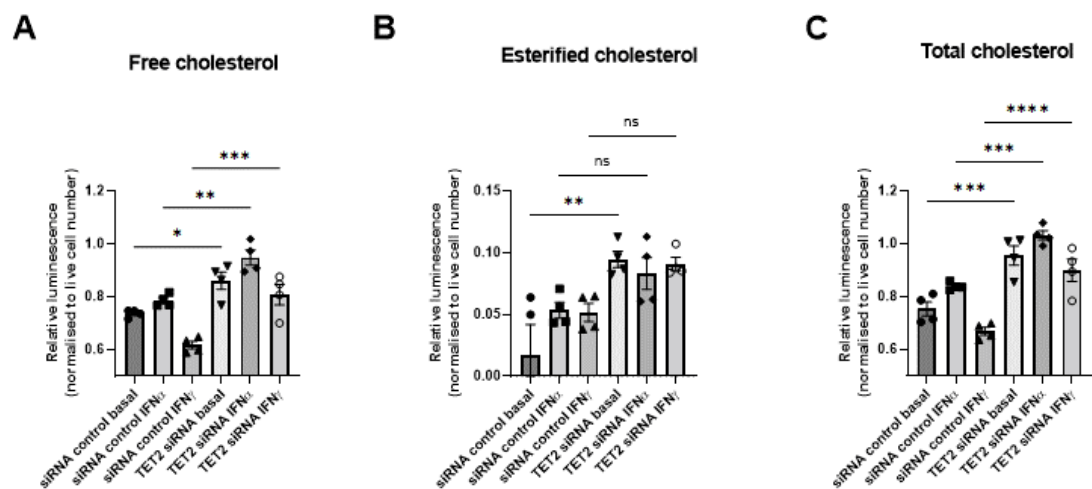 A
Free cholesterol
Relative luminescence
(normalised to live cell number)
1.2
1.0
0.8
0.6
*
**
***
siRNA control basal
siRNA control IFNα
siRNA control IFNγ
TET2 siRNA basal
TET2 siRNA IFNα
TET2 siRNA IFNγ
B
Esterified cholesterol
Relative luminescence
(normalised to live cell number)
0.15
0.10
0.05
0.00
**
ns
ns
siRNA control basal
siRNA control IFNα
siRNA control IFNγ
TET2 siRNA basal
TET2 siRNA IFNα
TET2 siRNA IFNγ
C
Total cholesterol
Relative luminescence
(normalised to live cell number)
1.2
1.0
0.8
0.6
***
***
****
siRNA control basal
siRNA control IFNα
siRNA control IFNγ
TET2 siRNA basal
TET2 siRNA IFNα
TET2 siRNA IFNγ